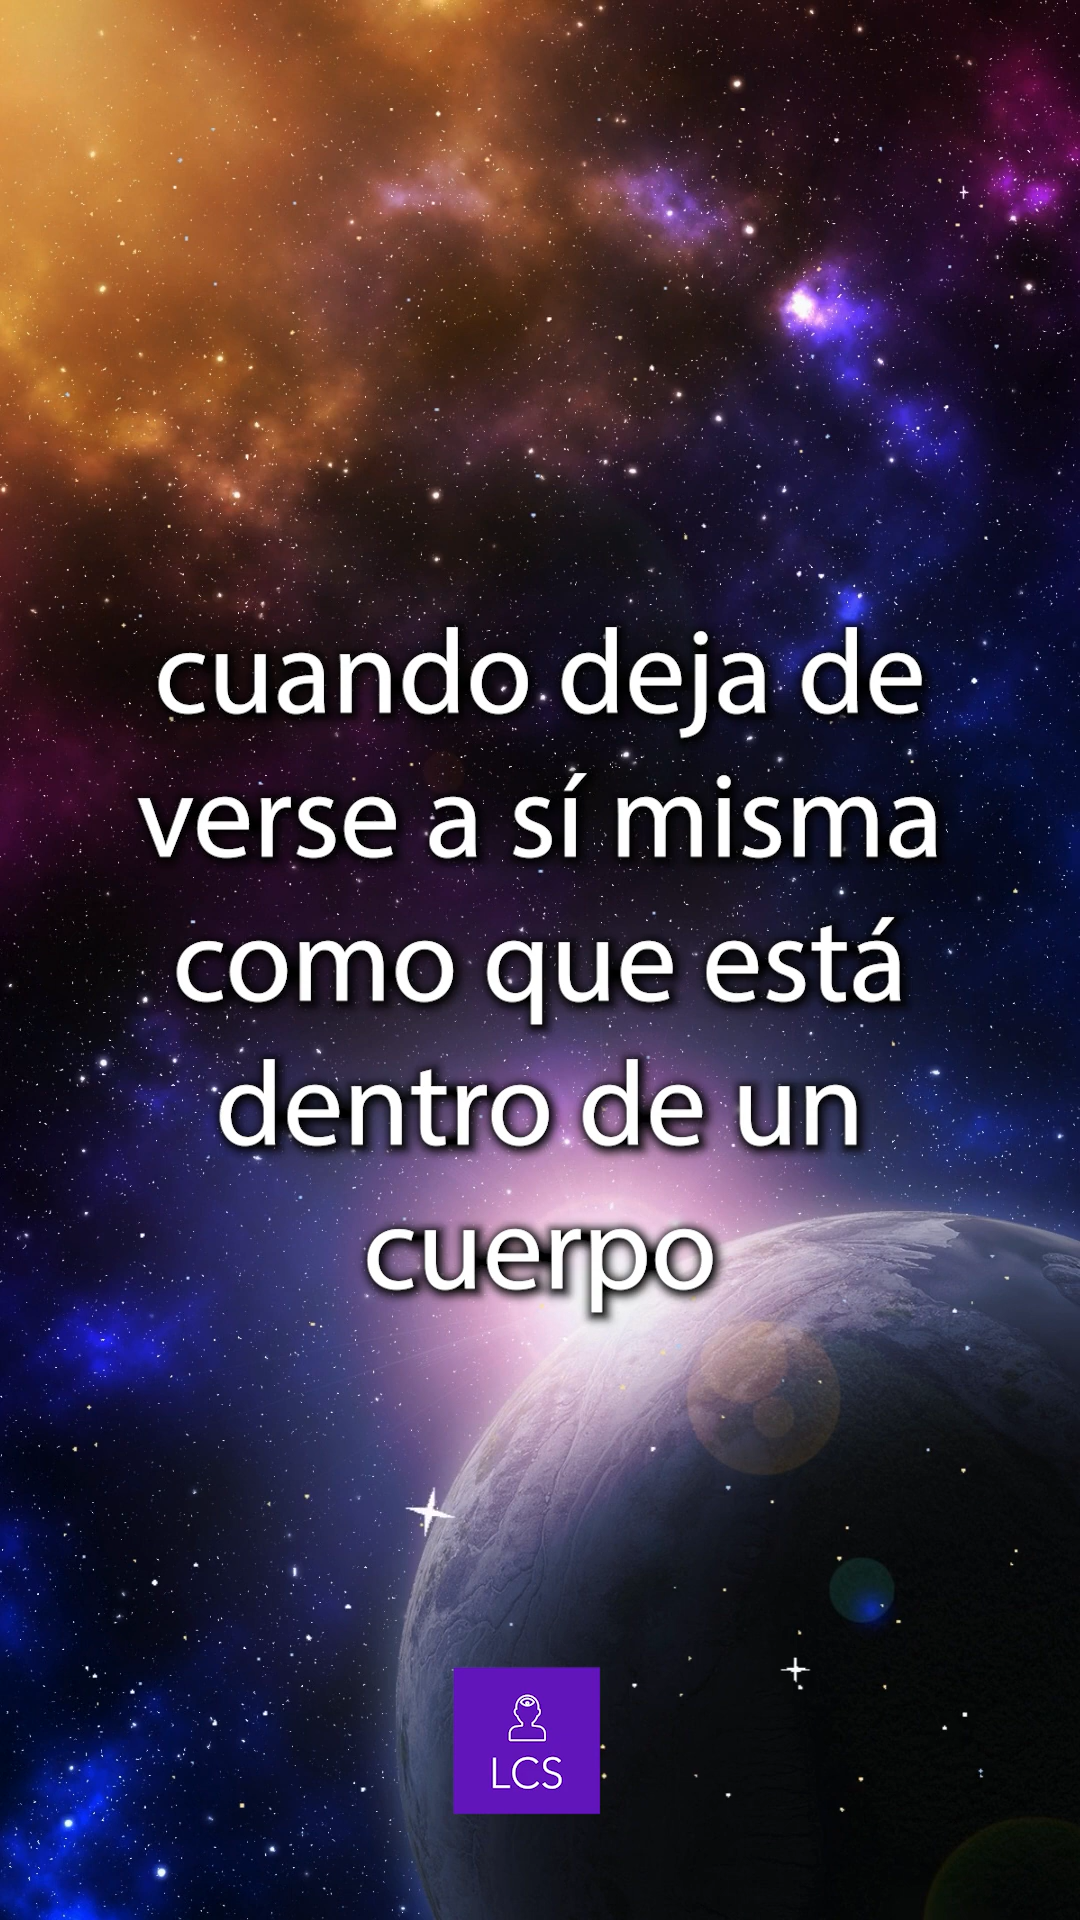 cuando deja de
verse a sí misma
como que está
dentro de un
cuerpo
LCS